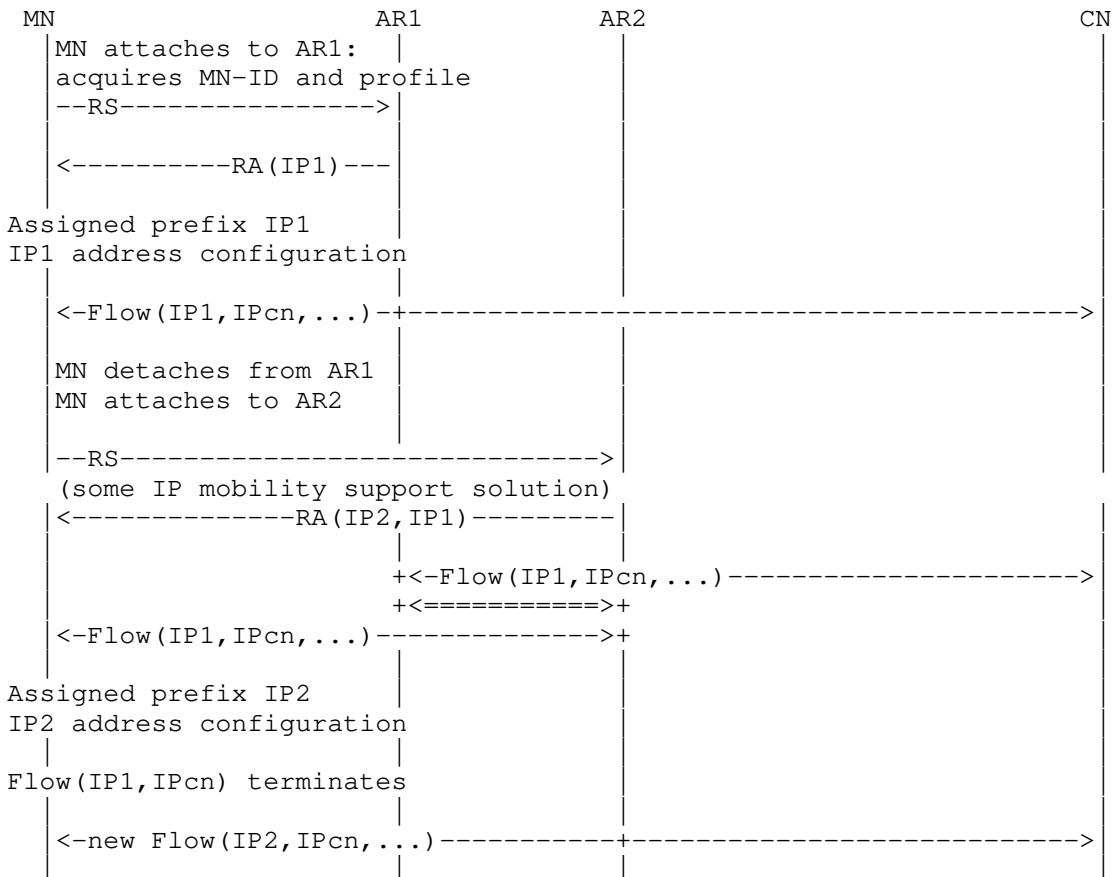 MN AR1 AR2 CN
MN attaches to AR1:
acquires MN-ID and profile
--RS---------------->
<----------RA(IP1)---
Assigned prefix IP1
IP1 address configuration
<-Flow(IP1,IPcn,...)-+------------------------------------------>
MN detaches from AR1
MN attaches to AR2
--RS------------------------------>
(some IP mobility support solution)
<--------------RA(IP2,IP1)---------
+<-Flow(IP1,IPcn,...)---------------------->
+<===========>+
<-Flow(IP1,IPcn,...)-------------->+
Assigned prefix IP2
IP2 address configuration
Flow(IP1,IPcn) terminates
<-new Flow(IP2,IPcn,...)-----------+---------------------------->